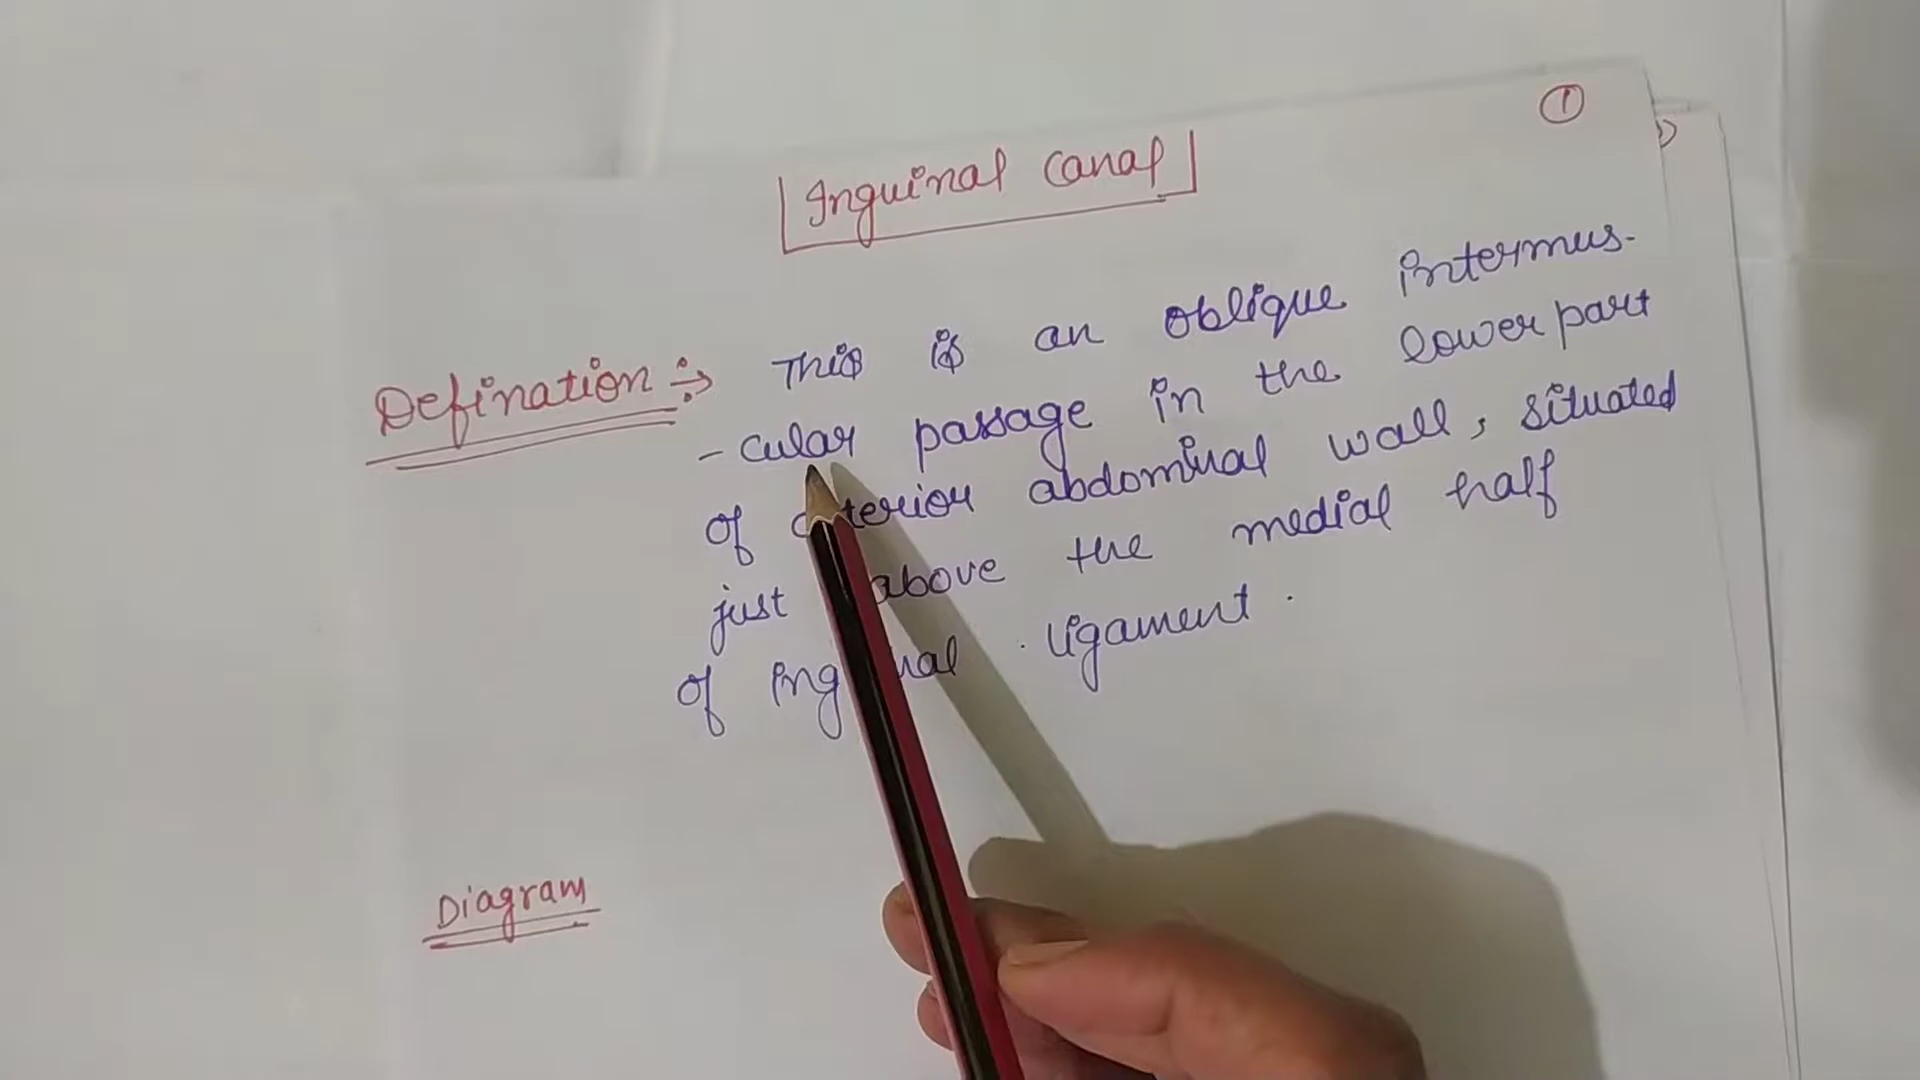 1
Inguinal Canal
Defination :→ This is an oblique intermus-
-cular passage in the lower part
of abdominal wall, situated
just above the medial half
of ligament.
Diagram